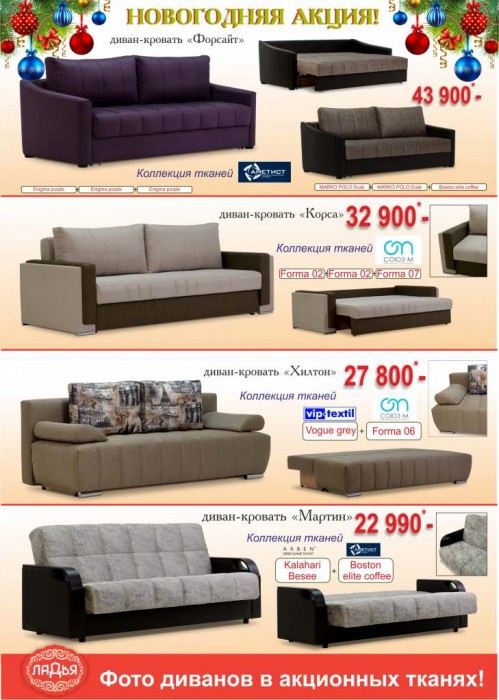 НОВОГОДНЯЯ АКЦИЯ!
диван-кровать «Форсайт»
43 900*-
Коллекция тканей
АМЕТИСТ
Enigma purple + Enigma purple + Enigma purple
MARKO POLO Dusk + MARKO POLO Dusk + Boston elite coffee
диван-кровать «Корса» 32 900*-
Коллекция тканей
СОЮЗ-М
Forma 02 + Forma 02 + Forma 07
диван-кровать «Хилтон» 27 800*-
Коллекция тканей
vip-textil
СОЮЗ-М
Vogue grey + Forma 06
диван-кровать «Мартин» 22 990*-
Коллекция тканей
ARBEN
АМЕТИСТ
Kalahari Besee + Boston elite coffee
ЛАДЬЯ
Фото диванов в акционных тканях!